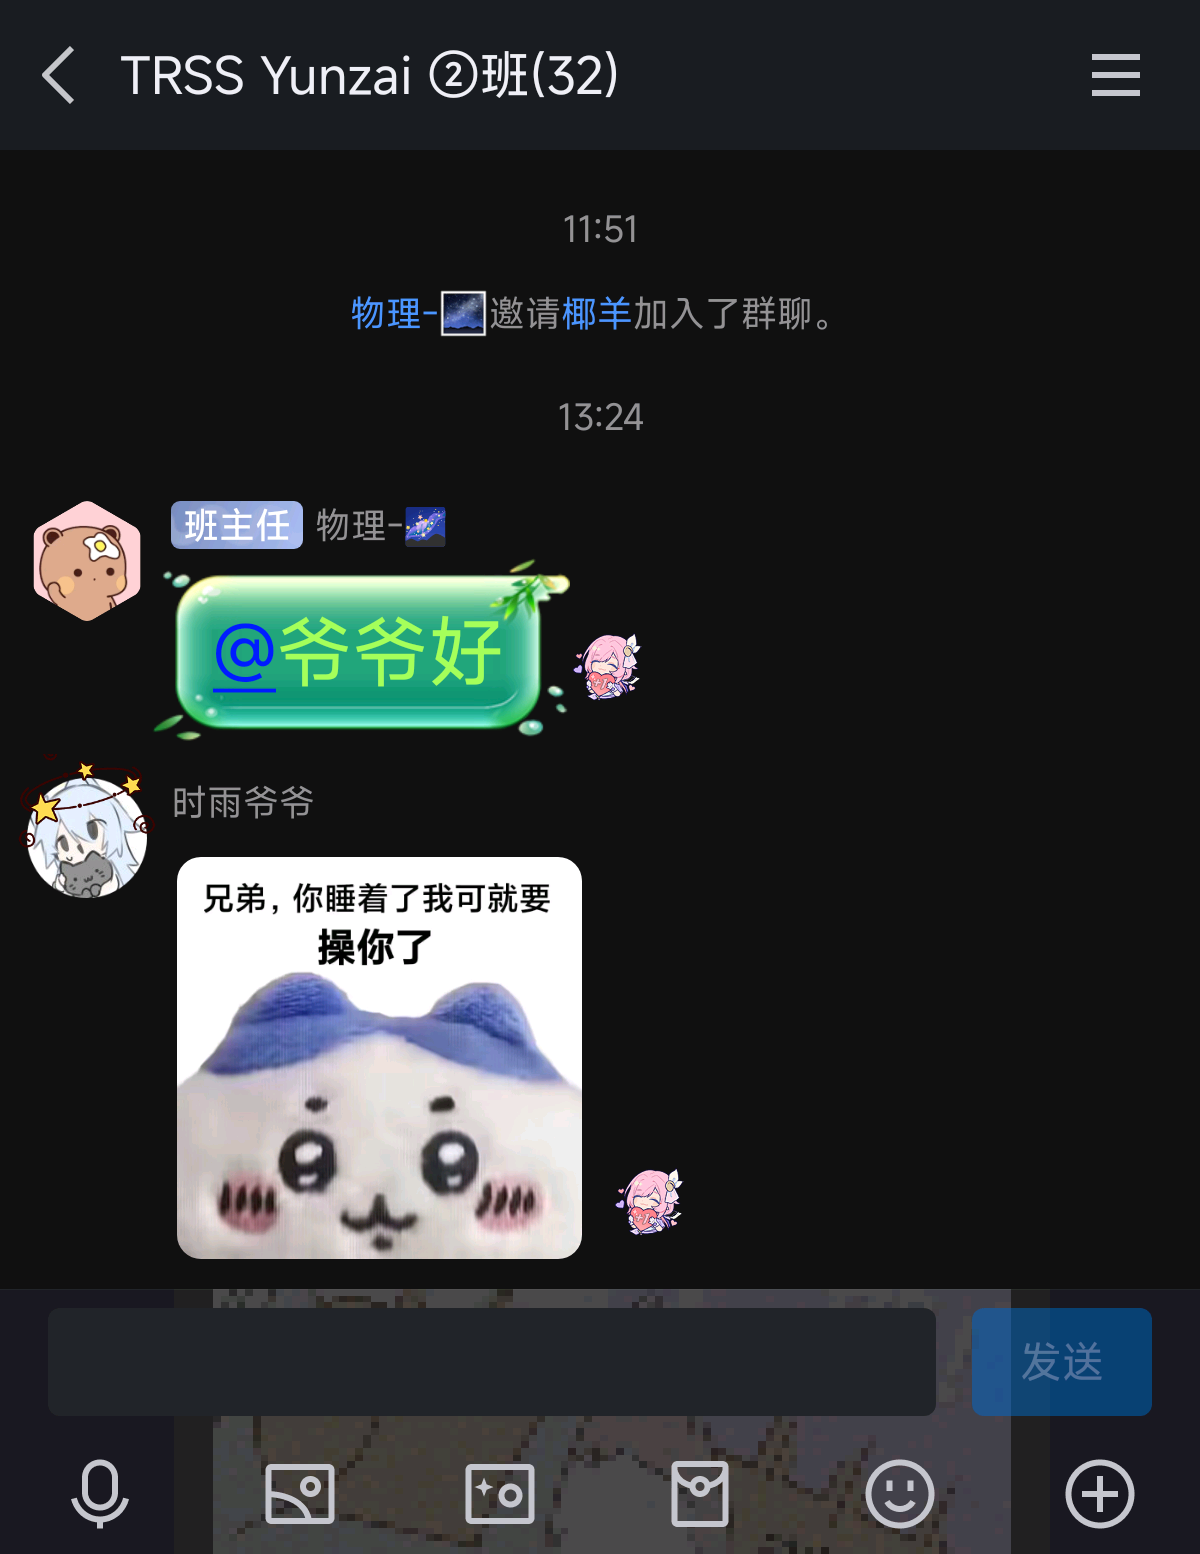 TRSS Yunzai ②班(32)
11:51
物理-🌌邀请椰羊加入了群聊。
13:24
班主任 物理-🌌
@爷爷好
时雨爷爷
兄弟，你睡着了我可就要
操你了
发送